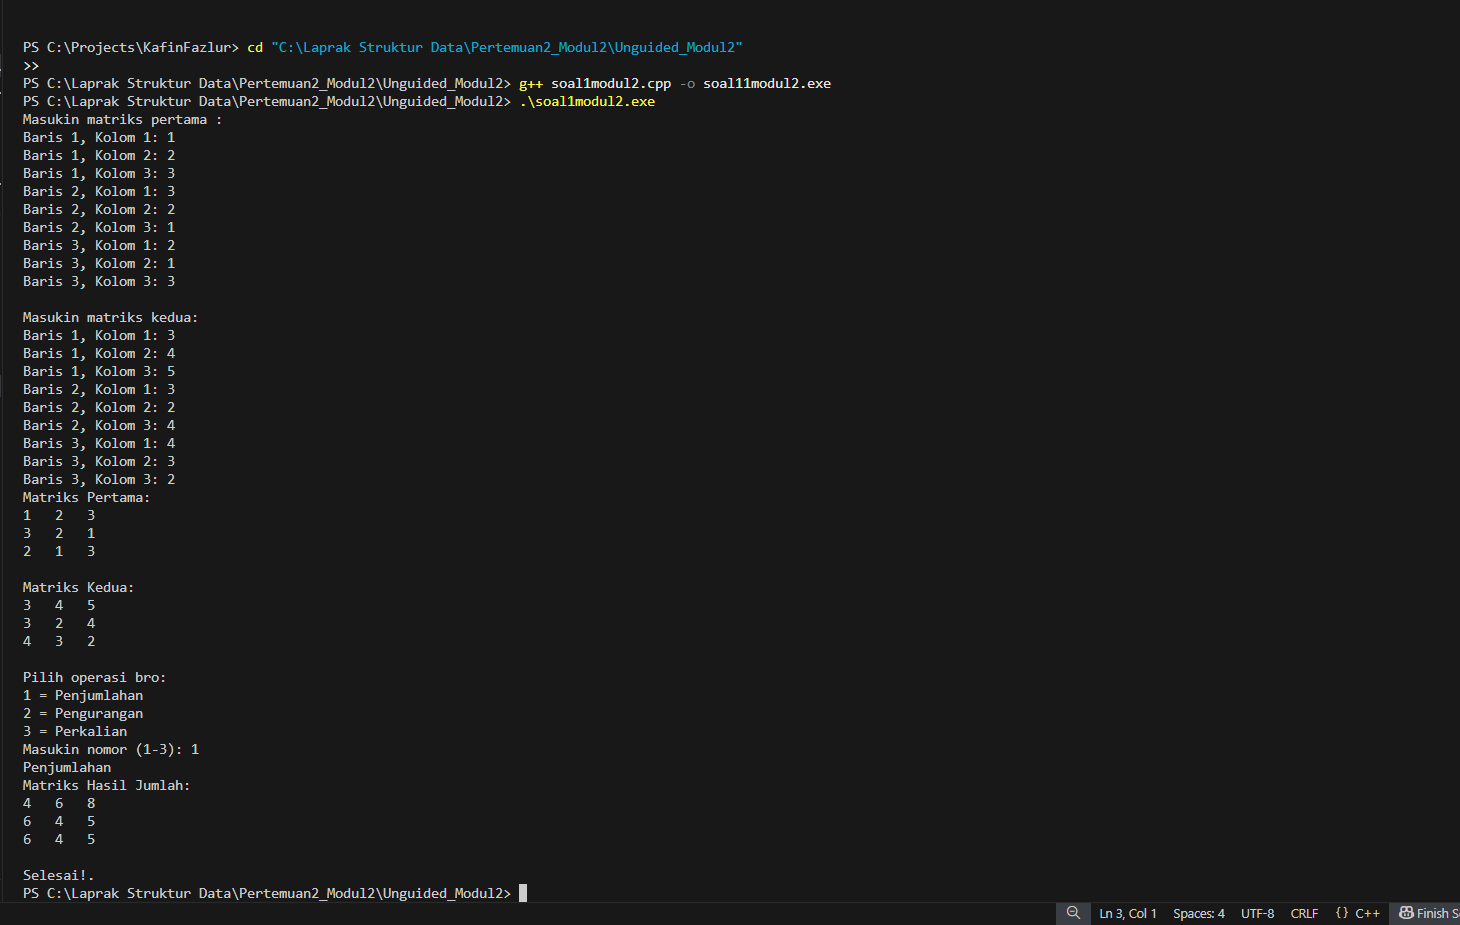 PS C:\Projects\KafinFazlur> cd "C:\Laprak Struktur Data\Pertemuan2_Modul2\Unguided_Modul2"
>>
PS C:\Laprak Struktur Data\Pertemuan2_Modul2\Unguided_Modul2> g++ soal1modul2.cpp -o soal11modul2.exe
PS C:\Laprak Struktur Data\Pertemuan2_Modul2\Unguided_Modul2> .\soal1modul2.exe
Masukin matriks pertama :
Baris 1, Kolom 1: 1
Baris 1, Kolom 2: 2
Baris 1, Kolom 3: 3
Baris 2, Kolom 1: 3
Baris 2, Kolom 2: 2
Baris 2, Kolom 3: 1
Baris 3, Kolom 1: 2
Baris 3, Kolom 2: 1
Baris 3, Kolom 3: 3
Masukin matriks kedua:
Baris 1, Kolom 1: 3
Baris 1, Kolom 2: 4
Baris 1, Kolom 3: 5
Baris 2, Kolom 1: 3
Baris 2, Kolom 2: 2
Baris 2, Kolom 3: 4
Baris 3, Kolom 1: 4
Baris 3, Kolom 2: 3
Baris 3, Kolom 3: 2
Matriks Pertama:
1   2   3
3   2   1
2   1   3
Matriks Kedua:
3   4   5
3   2   4
4   3   2
Pilih operasi bro:
1 = Penjumlahan
2 = Pengurangan
3 = Perkalian
Masukin nomor (1-3): 1
Penjumlahan
Matriks Hasil Jumlah:
4   6   8
6   4   5
6   4   5
Selesai!.
PS C:\Laprak Struktur Data\Pertemuan2_Modul2\Unguided_Modul2>
Ln 3, Col 1 Spaces: 4 UTF-8 CRLF {} C++ Finish S